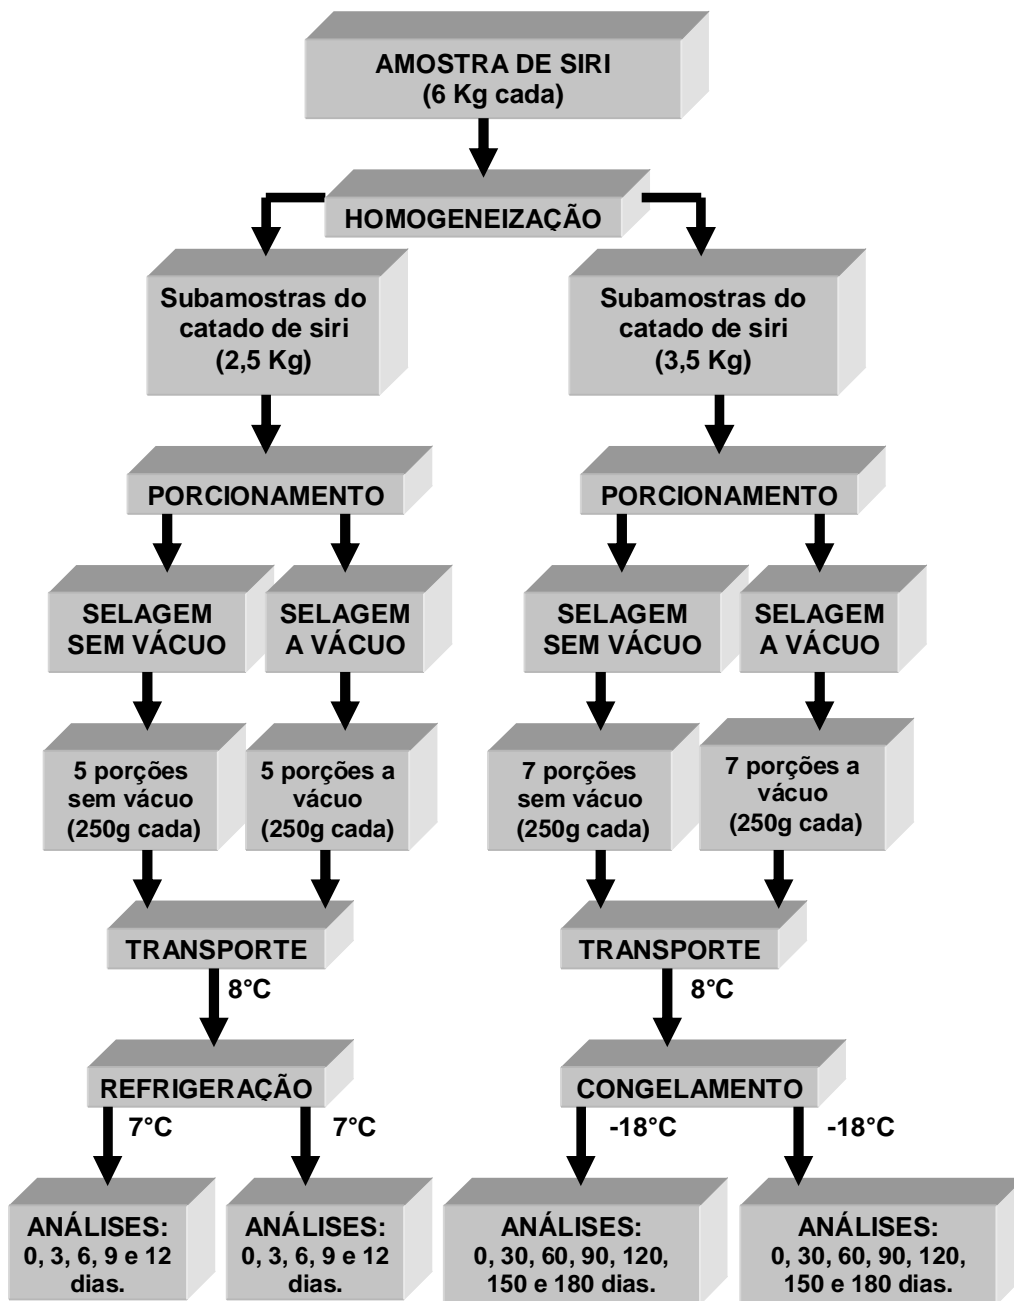 AMOSTRA DE SIRI
(6 Kg cada)
HOMOGENEIZAÇÃO
Subamostras do
catado de siri
(2,5 Kg)
Subamostras do
catado de siri
(3,5 Kg)
PORCIONAMENTO
PORCIONAMENTO
SELAGEM
SEM VÁCUO
SELAGEM
A VÁCUO
SELAGEM
SEM VÁCUO
SELAGEM
A VÁCUO
5 porções
sem vácuo
(250g cada)
5 porções a
vácuo
(250g cada)
7 porções
sem vácuo
(250g cada)
7 porções a
vácuo
(250g cada)
TRANSPORTE
TRANSPORTE
8°C
8°C
REFRIGERAÇÃO
CONGELAMENTO
7°C
7°C
-18°C
-18°C
ANÁLISES:
0, 3, 6, 9 e 12
dias.
ANÁLISES:
0, 3, 6, 9 e 12
dias.
ANÁLISES:
0, 30, 60, 90, 120,
150 e 180 dias.
ANÁLISES:
0, 30, 60, 90, 120,
150 e 180 dias.